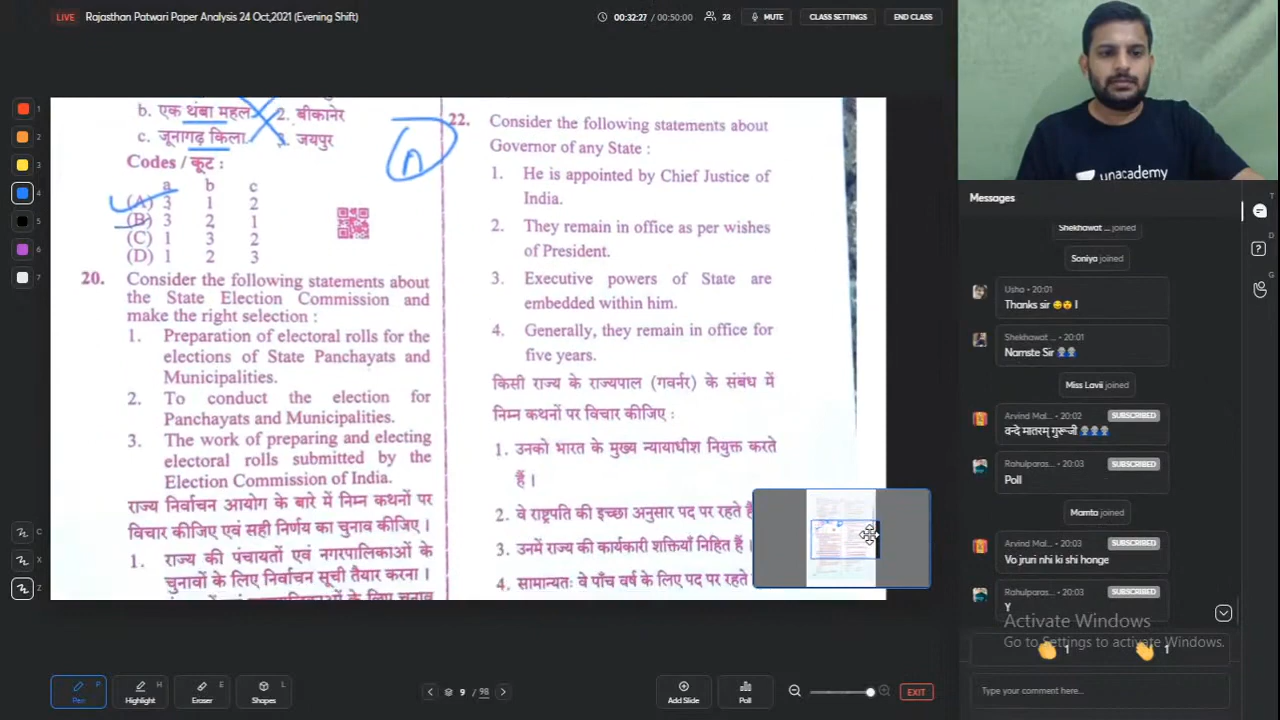 LIVE Rajasthan Patwari Paper Analysis 24 Oct,2021 (Evening Shift)
00:32:27 / 00:50:00 23 MUTE CLASS SETTINGS END CLASS
1
2
3
4
5
6
7
C
X
Z
b. एक थंबा महल 2. बीकानेर
c. जूनागढ़ किला 3. जयपुर
Codes / कूट :
a b c
(A) 3 1 2
(B) 3 2 1
(C) 1 3 2
(D) 1 2 3
A
20. Consider the following statements about
the State Election Commission and
make the right selection :
1. Preparation of electoral rolls for the
elections of State Panchayats and
Municipalities.
2. To conduct the election for
Panchayats and Municipalities.
3. The work of preparing and electing
electoral rolls submitted by the
Election Commission of India.
राज्य निर्वाचन आयोग के बारे में निम्न कथनों पर
विचार कीजिए एवं सही निर्णय का चुनाव कीजिए ।
1. राज्य की पंचायतों एवं नगरपालिकाओं के
चुनावों के लिए निर्वाचन सूची तैयार करना ।
22. Consider the following statements about
Governor of any State :
1. He is appointed by Chief Justice of
India.
2. They remain in office as per wishes
of President.
3. Executive powers of State are
embedded within him.
4. Generally, they remain in office for
five years.
किसी राज्य के राज्यपाल (गवर्नर) के संबंध में
निम्न कथनों पर विचार कीजिए :
1. उनको भारत के मुख्य न्यायाधीश नियुक्त करते
हैं ।
2. वे राष्ट्रपति की इच्छा अनुसार पद पर रहते
3. उनमें राज्य की कार्यकारी शक्तियाँ निहित हैं ।
4. सामान्यतः वे पाँच वर्ष के लिए पद पर रहते
unacademy
Messages
Shekhawat ... joined
Soniya joined
Usha • 20:01
Thanks sir 😊😍 I
Shekhawat ... • 20:01
Namste Sir
Miss Lavii joined
Arvind Mal... • 20:02 SUBSCRIBED
वन्दे मातरम् गुरूजी
Rahulparas... • 20:03 SUBSCRIBED
Poll
Mamta joined
Arvind Mal... • 20:03 SUBSCRIBED
Vo jruri nhi ki shi honge
Rahulparas... • 20:03 SUBSCRIBED
Y
Activate Windows
Go to Settings to activate Windows.
1 1
Type your comment here...
T
?
Pen P
Highlight H
Eraser E
Shapes L
9 / 98
Add Slide
Poll
EXIT